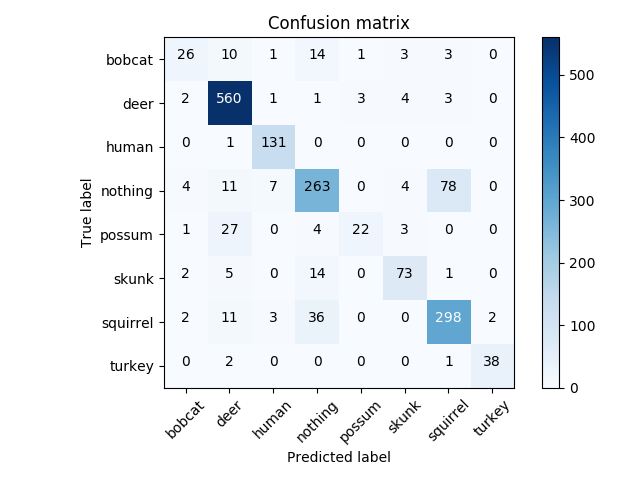 Confusion matrix
True label
bobcat 26 10 1 14 1 3 3 0
deer 2 560 1 1 3 4 3 0
human 0 1 131 0 0 0 0 0
nothing 4 11 7 263 0 4 78 0
possum 1 27 0 4 22 3 0 0
skunk 2 5 0 14 0 73 1 0
squirrel 2 11 3 36 0 0 298 2
turkey 0 2 0 0 0 0 1 38
bobcat deer human nothing possum skunk squirrel turkey
Predicted label
500
400
300
200
100
0